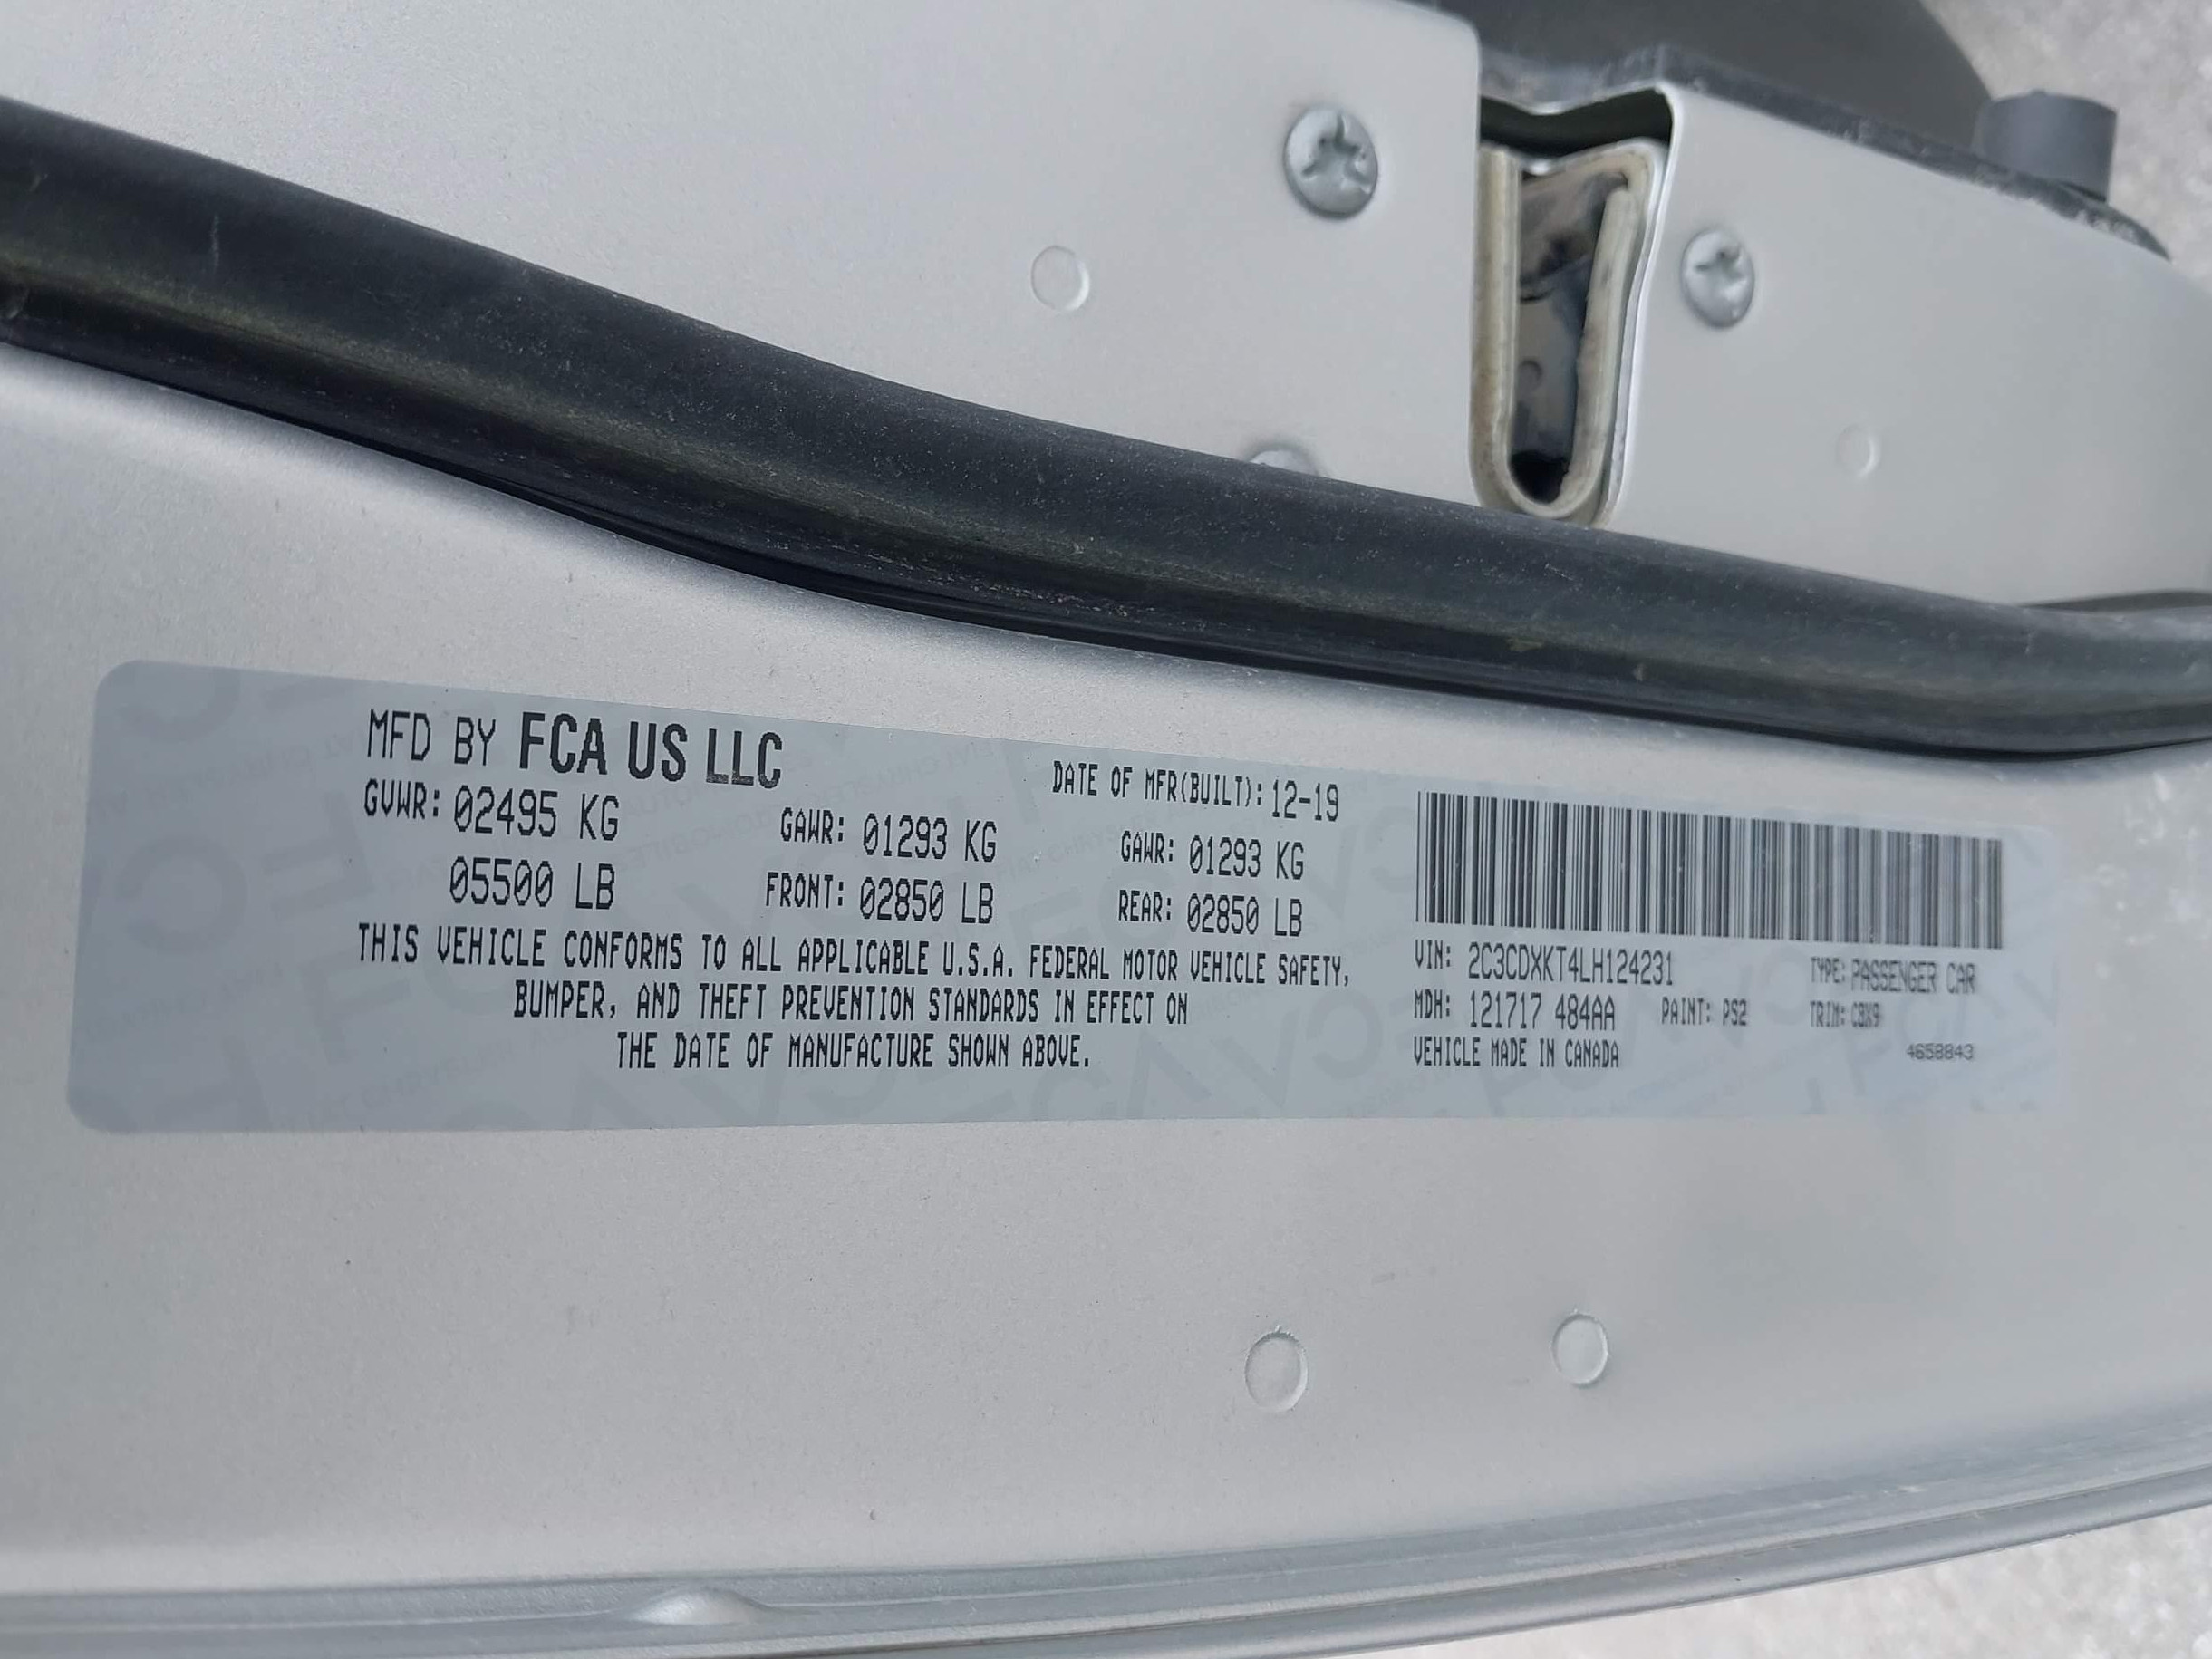 MFD BY FCA US LLC
DATE OF MFR(BUILT): 12-19
GVWR: 02495 KG GAWR: 01293 KG GAWR: 01293 KG
05500 LB FRONT: 02850 LB REAR: 02850 LB
THIS VEHICLE CONFORMS TO ALL APPLICABLE U.S.A. FEDERAL MOTOR VEHICLE SAFETY,
BUMPER, AND THEFT PREVENTION STANDARDS IN EFFECT ON
THE DATE OF MANUFACTURE SHOWN ABOVE.
VIN: 2C3CDXKT4LH124231 TYPE: PASSENGER CAR
MDH: 121717 484AA PAINT: PS2 TRIM: CBX9
VEHICLE MADE IN CANADA 4658843